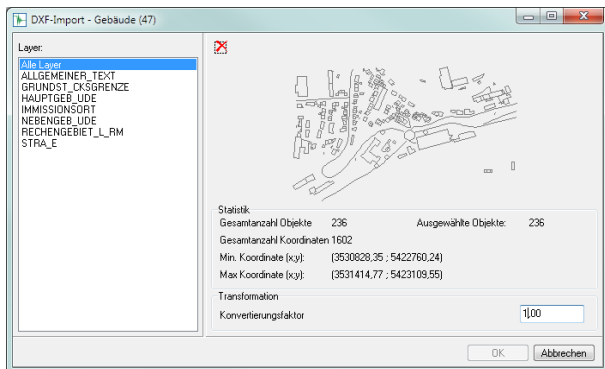 DXF-Import - Gebäude (47)
Layer:
Alle Layer
ALLGEMEINER_TEXT
GRUNDST_CKSGRENZE
HAUPTGEB_UDE
IMMISSIONSORT
NEBENGEB_UDE
RECHENGEBIET_L_RM
STRA_E
Statistik
Gesamtanzahl Objekte 236 Ausgewählte Objekte: 236
Gesamtanzahl Koordinaten 1602
Min. Koordinate (x;y): (3530828,35 ; 5422760,24)
Max Koordinate (x;y): (3531414,77 ; 5423109,55)
Transformation
Konvertierungsfaktor 1,00
OK Abbrechen